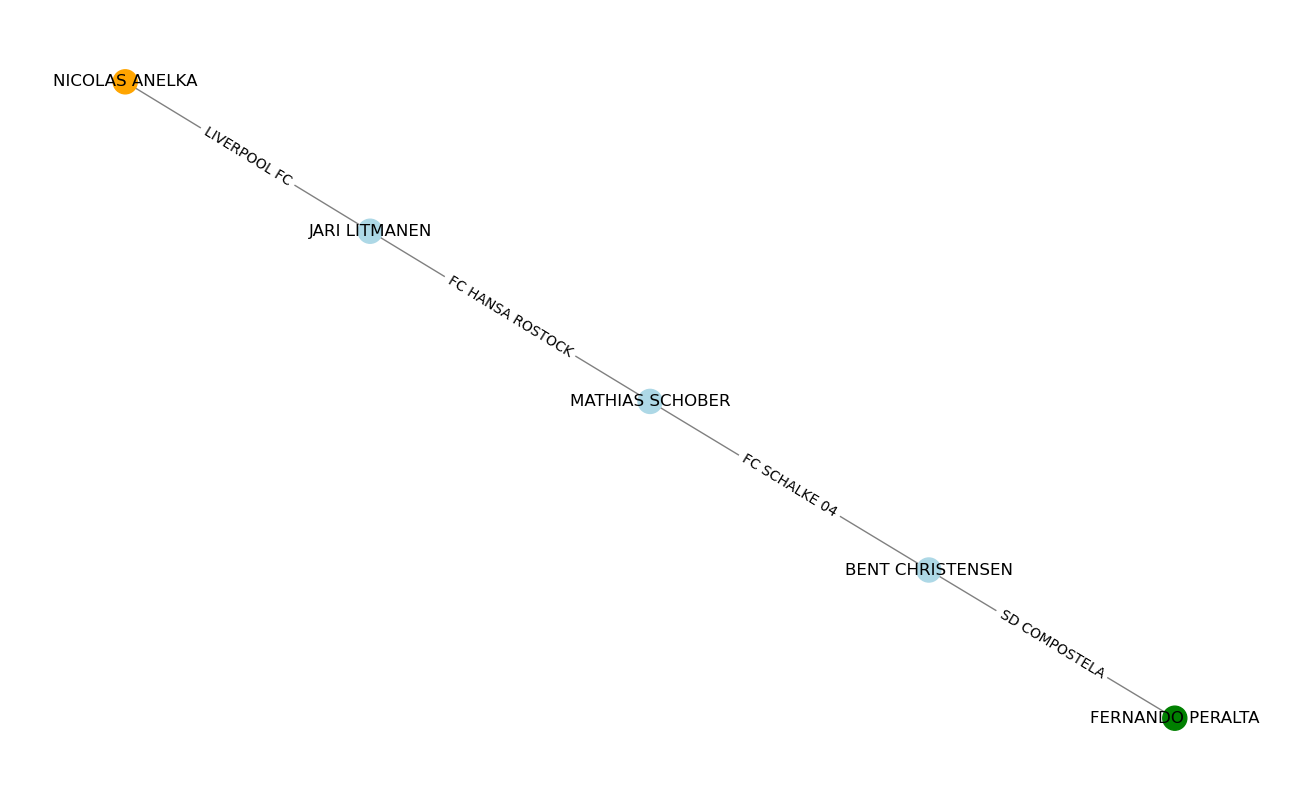 NICOLAS ANELKA
LIVERPOOL FC
JARI LITMANEN
FC HANSA ROSTOCK
MATHIAS SCHOBER
FC SCHALKE 04
BENT CHRISTENSEN
SD COMPOSTELA
FERNANDO PERALTA